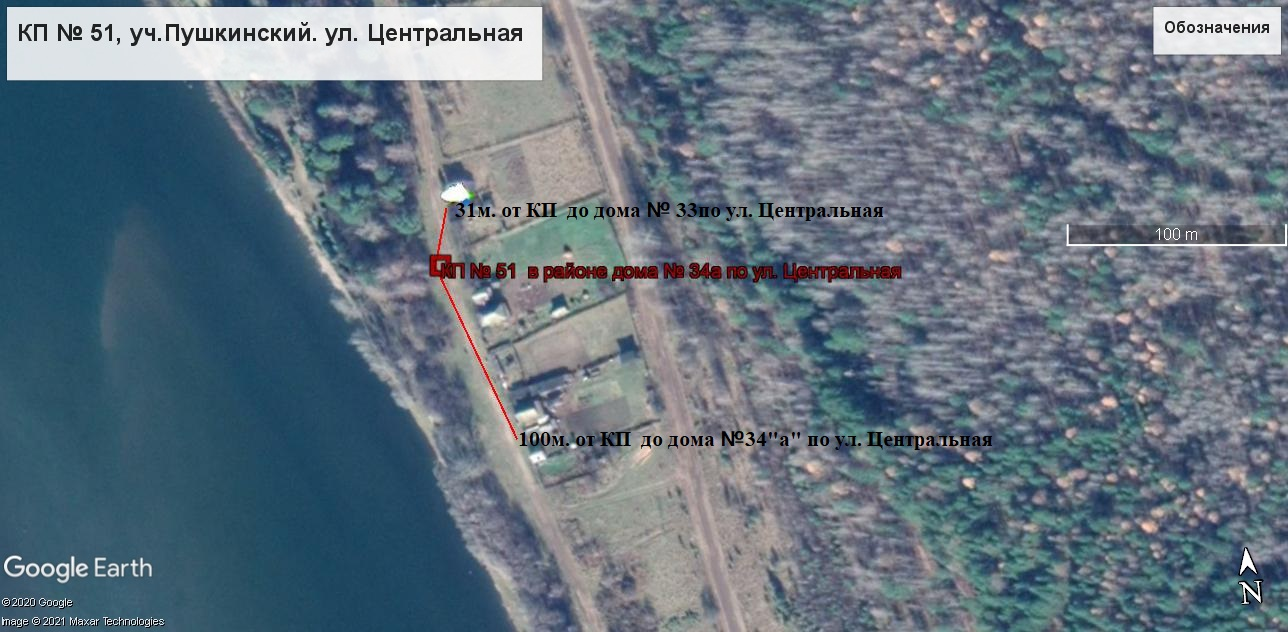 КП № 51, уч.Пушкинский. ул. Центральная
Обозначения
31м. от КП до дома № 33по ул. Центральная
100 m
КП № 51 в районе дома № 34а по ул. Центральная
100м. от КП до дома №34"а" по ул. Центральная
Google Earth
N
©2020 Google
Image © 2021 Maxar Technologies